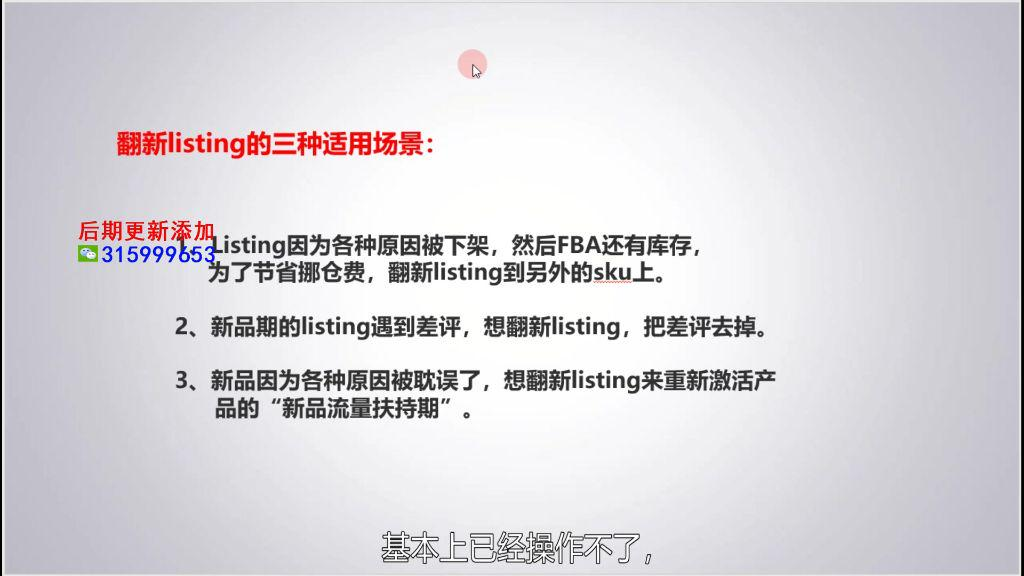 翻新listing的三种适用场景：
后期更新添加
315999653
1、Listing因为各种原因被下架，然后FBA还有库存，
为了节省挪仓费，翻新listing到另外的sku上。
2、新品期的listing遇到差评，想翻新listing，把差评去掉。
3、新品因为各种原因被耽误了，想翻新listing来重新激活产
品的“新品流量扶持期”。
基本上已经操作不了，